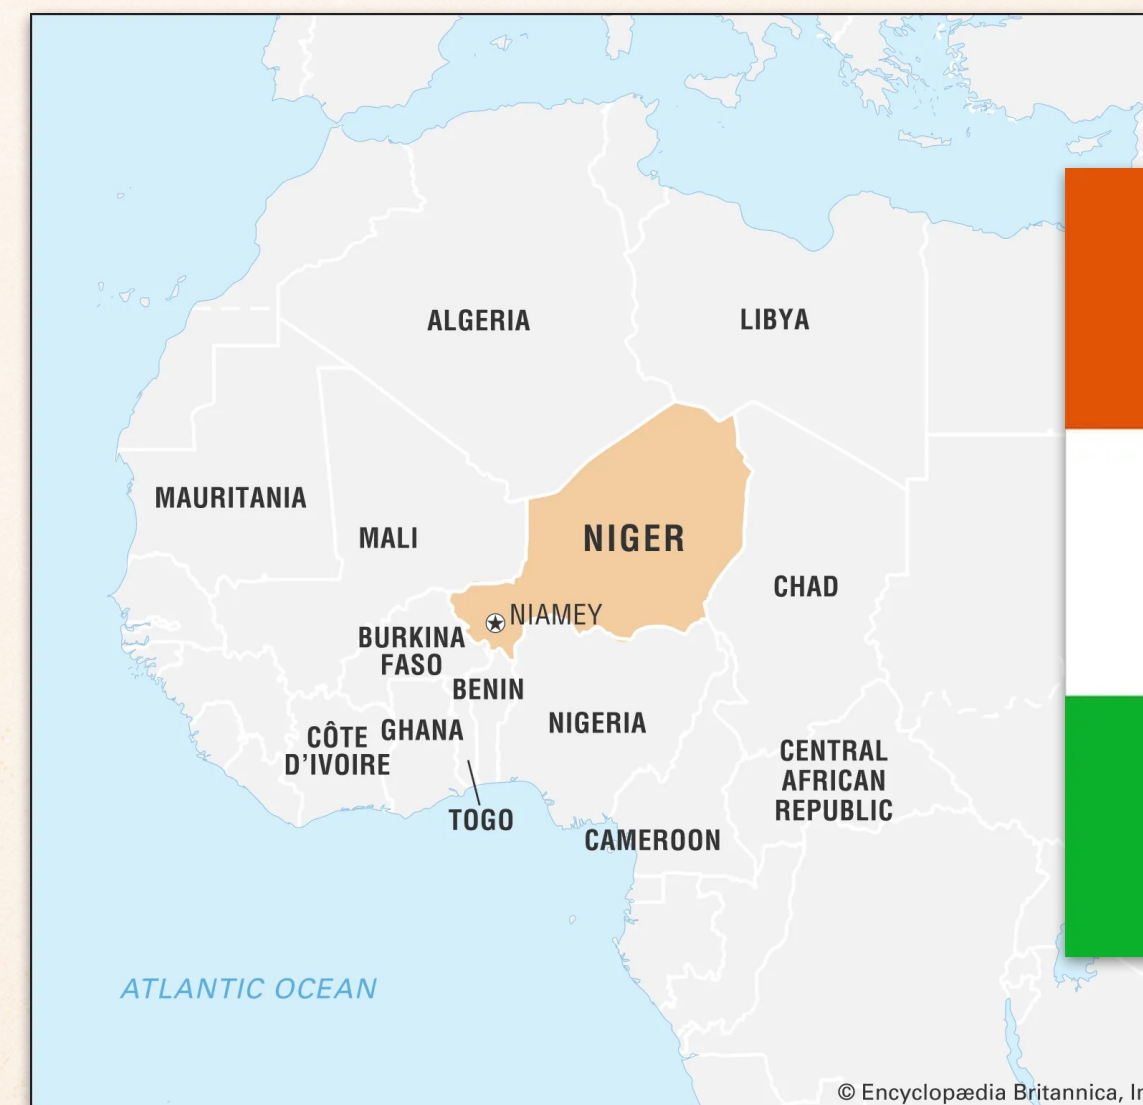 ALGERIA
LIBYA
MAURITANIA
MALI
NIGER
CHAD
NIAMEY
BURKINA
FASO
BENIN
NIGERIA
CÔTE
D'IVOIRE
GHANA
TOGO
CENTRAL
AFRICAN
REPUBLIC
CAMEROON
ATLANTIC OCEAN
© Encyclopædia Britannica, In